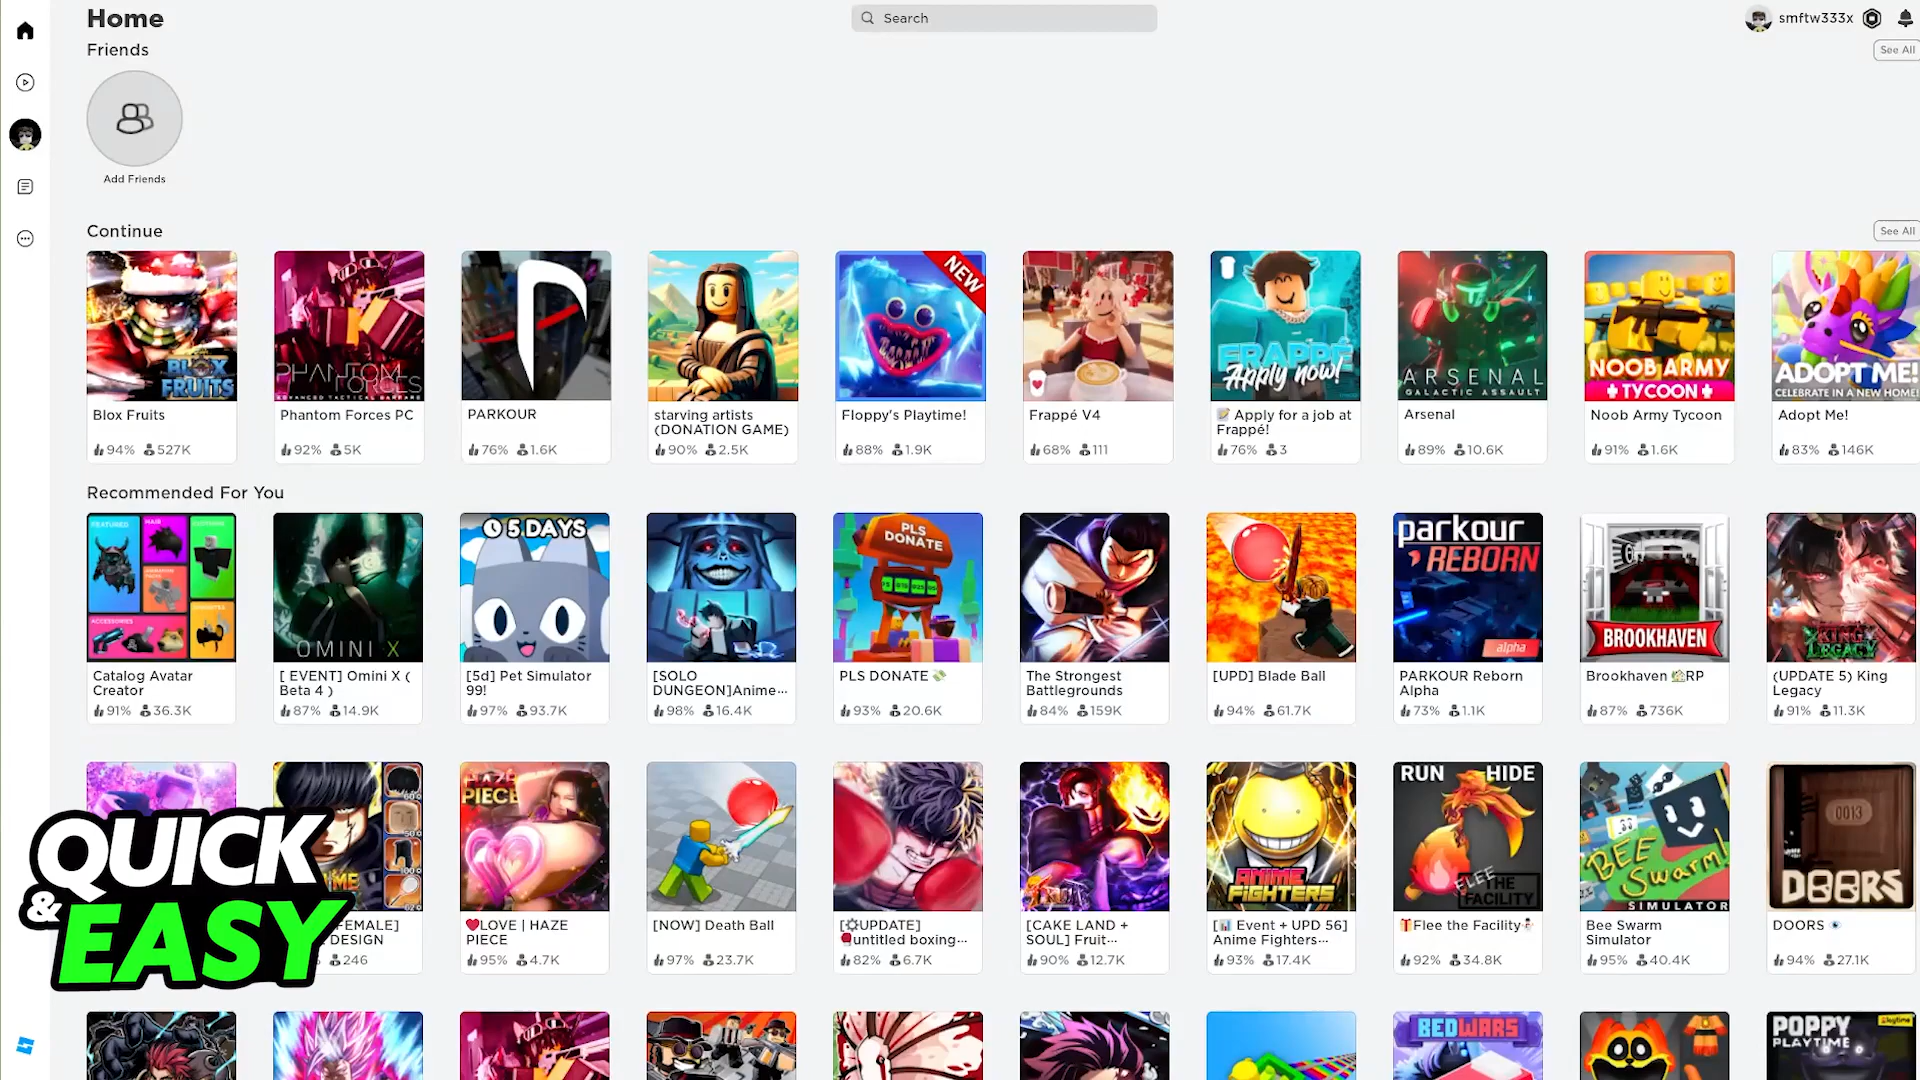 Home
Search
smftw333x
Friends
See All
Add Friends
Continue
See All
NEW
BLOX
FRUITS
PHANTOM
FORCES
ADVANCED TACTICAL WARFARE
FRAPPÉ
Apply now!
ARSENAL
GALACTIC ASSAULT
NOOB ARMY
TYCOON
ADOPT ME!
CELEBRATE IN A NEW HOME!
Blox Fruits
94% 527K
Phantom Forces PC
92% 5K
PARKOUR
76% 1.6K
starving artists
(DONATION GAME)
90% 2.5K
Floppy's Playtime!
88% 1.9K
Frappé V4
68% 111
📝 Apply for a job at
Frappé!
76% 3
Arsenal
89% 10.6K
Noob Army Tycoon
91% 1.6K
Adopt Me!
83% 146K
Recommended For You
FEATURED
HAIR
ACCESSORIES
OMINI X
5 DAYS
PLS
DONATE
parkour
REBORN
alpha
BROOKHAVEN
KING
LEGACY
Catalog Avatar
Creator
91% 36.3K
[ EVENT] Omini X (
Beta 4 )
87% 14.9K
[5d] Pet Simulator
99!
97% 93.7K
[SOLO
DUNGEON]Anime...
98% 16.4K
PLS DONATE 💸
93% 20.6K
The Strongest
Battlegrounds
84% 159K
[UPD] Blade Ball
94% 61.7K
PARKOUR Reborn
Alpha
73% 1.1K
Brookhaven 🏡RP
87% 736K
(UPDATE 5) King
Legacy
91% 11.3K
HAZE
PIECE
ANIME
FIGHTERS
RUN HIDE
FLEE
THE
FACILITY
BEE
Swarm!
SIMULATOR
0013
DOORS
FEMALE]
DESIGN
246
❤️LOVE | HAZE
PIECE
95% 4.7K
[NOW] Death Ball
97% 23.7K
[⚙️UPDATE]
🥊untitled boxing...
82% 6.7K
[CAKE LAND +
SOUL] Fruit...
90% 12.7K
[📊 Event + UPD 56]
Anime Fighters...
93% 17.4K
🎁Flee the Facility⛄
92% 34.8K
Bee Swarm
Simulator
95% 40.4K
DOORS 👁️
94% 27.1K
QUICK
& EASY
BEDWARS
POPPY
PLAYTIME